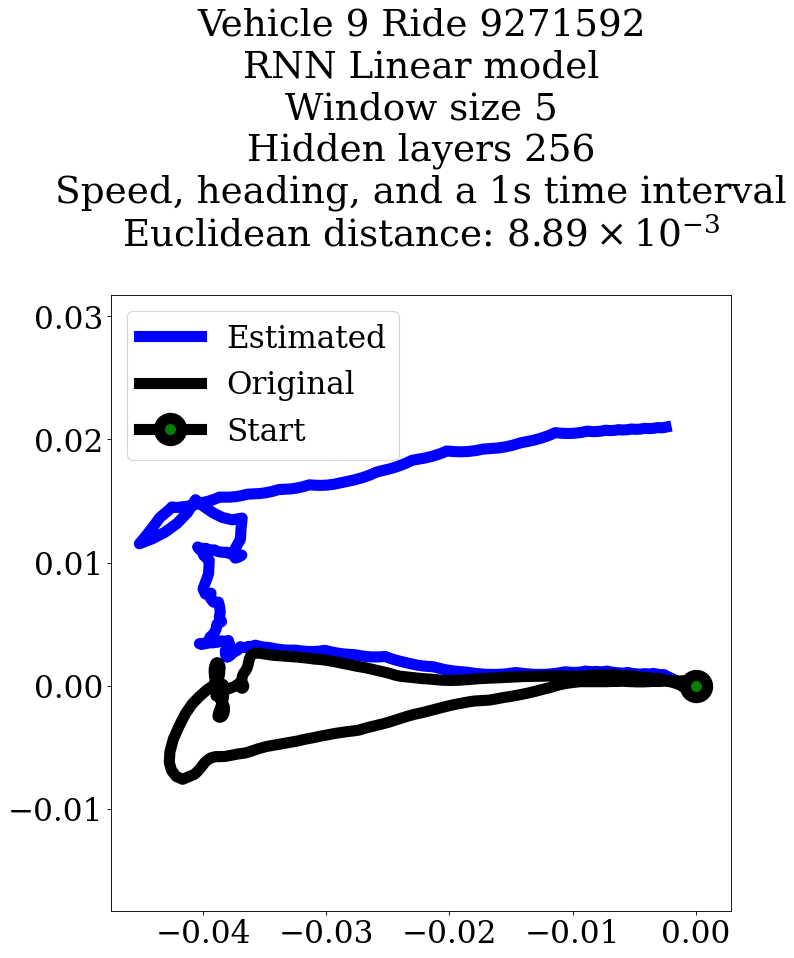 Vehicle 9 Ride 9271592
RNN Linear model
Window size 5
Hidden layers 256
Speed, heading, and a 1s time interval
Euclidean distance: 8.89 × 10⁻³
Estimated
Original
Start
0.03
0.02
0.01
0.00
−0.01
−0.04 −0.03 −0.02 −0.01 0.00